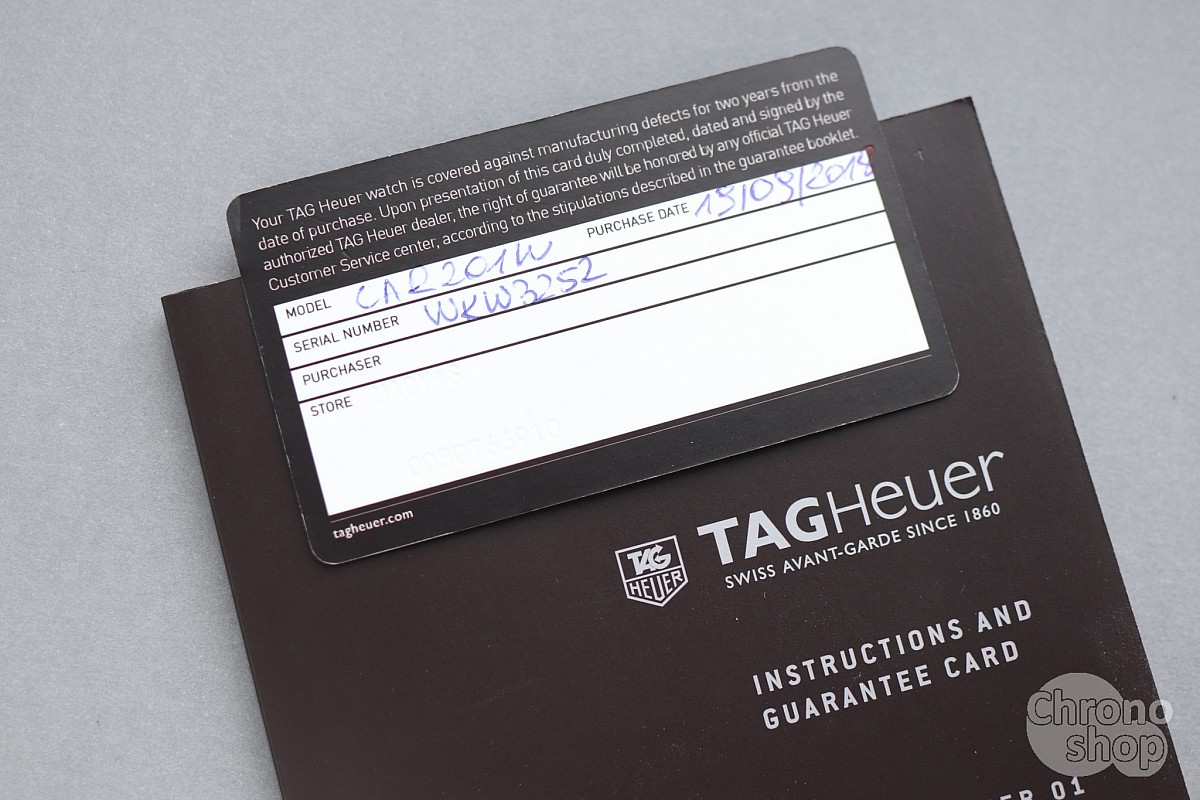 Your TAG Heuer watch is covered against manufacturing defects for two years from the
date of purchase. Upon presentation of this card duly completed, dated and signed by the
authorized TAG Heuer dealer, the right of guarantee will be honored by any official TAG Heuer
Customer Service center, according to the stipulations described in the guarantee booklet.
MODEL CAR201W PURCHASE DATE 19/09/2018
SERIAL NUMBER WKW3252
PURCHASER
STORE
tagheuer.com
TAG
HEUER
TAGHeuer
SWISS AVANT-GARDE SINCE 1860
INSTRUCTIONS AND
GUARANTEE CARD
01
Chrono
shop